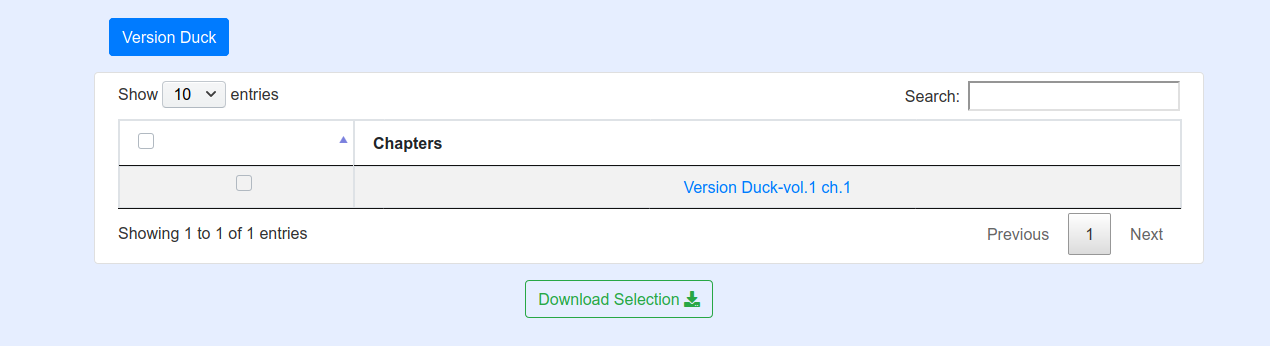 Version Duck
Show 10 entries
Search:
Chapters
Version Duck-vol.1 ch.1
Showing 1 to 1 of 1 entries
Previous 1 Next
Download Selection